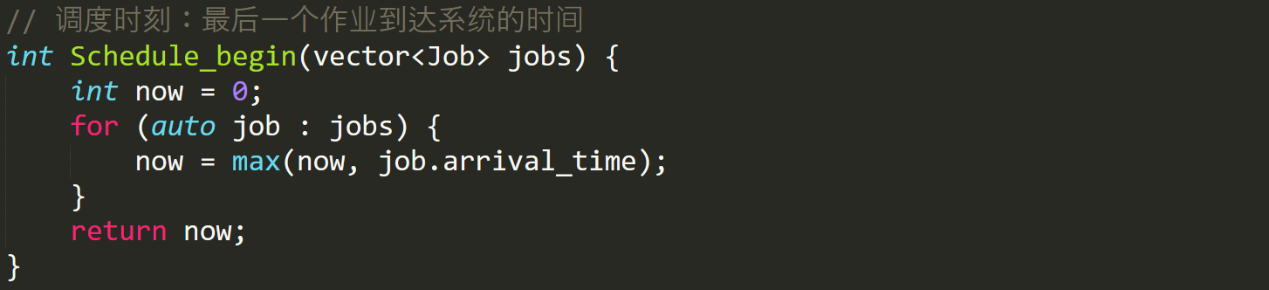 // 调度时刻：最后一个作业到达系统的时间
int Schedule_begin(vector<Job> jobs) {
    int now = 0;
    for (auto job : jobs) {
        now = max(now, job.arrival_time);
    }
    return now;
}